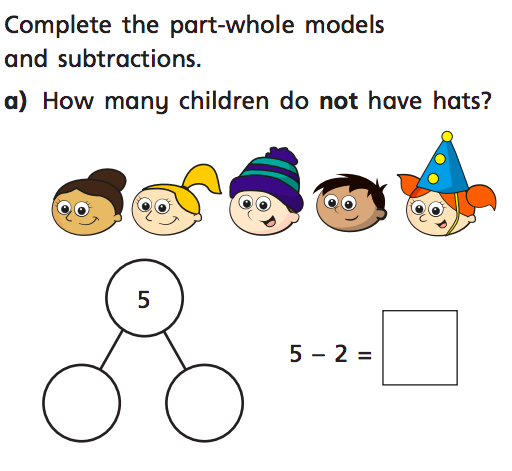 Complete the part-whole models
and subtractions.
a) How many children do not have hats?
5
5 – 2 =